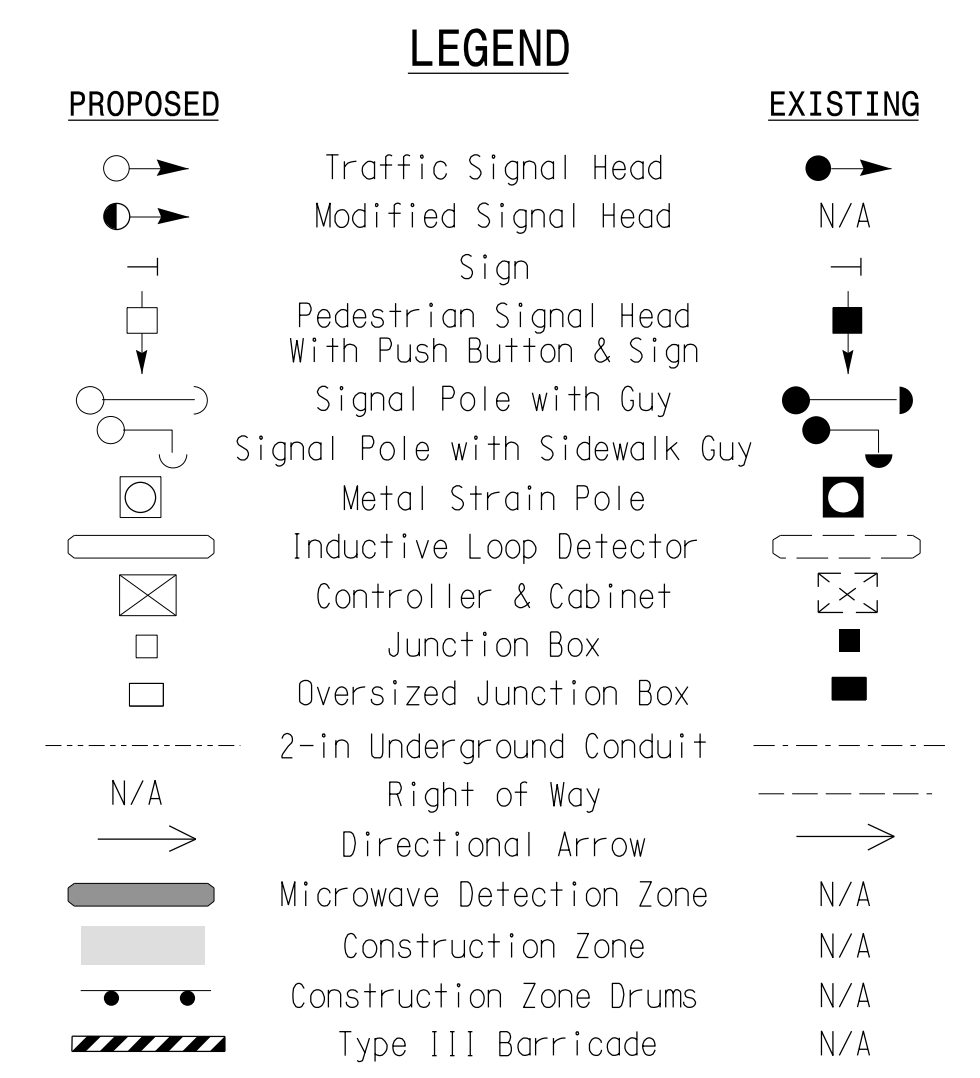 LEGEND
PROPOSED EXISTING
Traffic Signal Head
Modified Signal Head N/A
Sign
Pedestrian Signal Head
With Push Button & Sign
Signal Pole with Guy
Signal Pole with Sidewalk Guy
Metal Strain Pole
Inductive Loop Detector
Controller & Cabinet
Junction Box
Oversized Junction Box
2-in Underground Conduit
N/A Right of Way
Directional Arrow
Microwave Detection Zone N/A
Construction Zone N/A
Construction Zone Drums N/A
Type III Barricade N/A